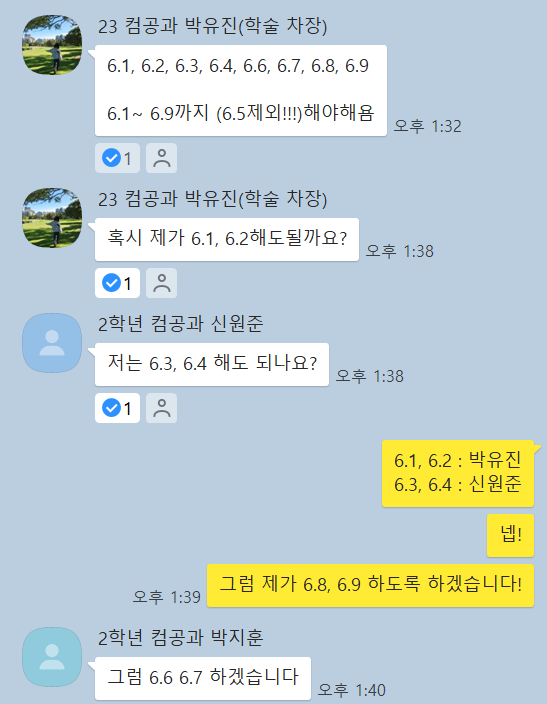 23 컴공과 박유진(학술 차장)
6.1, 6.2, 6.3, 6.4, 6.6, 6.7, 6.8, 6.9
6.1~ 6.9까지 (6.5제외!!!)해야해욤
오후 1:32
1
23 컴공과 박유진(학술 차장)
혹시 제가 6.1, 6.2해도될까요?
오후 1:38
1
2학년 컴공과 신원준
저는 6.3, 6.4 해도 되나요?
오후 1:38
1
6.1, 6.2 : 박유진
6.3, 6.4 : 신원준
넵!
그럼 제가 6.8, 6.9 하도록 하겠습니다!
오후 1:39
2학년 컴공과 박지훈
그럼 6.6 6.7 하겠습니다
오후 1:40